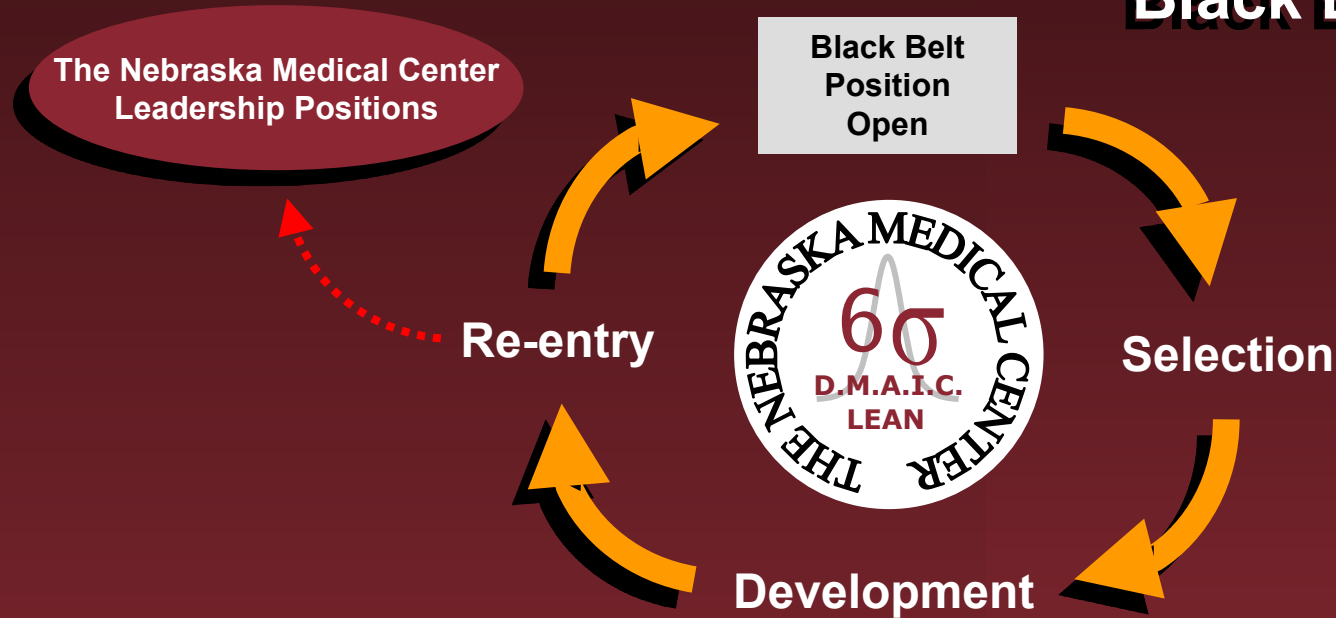 Black
The Nebraska Medical Center
Leadership Positions
Black Belt
Position
Open
THE NEBRASKA MEDICAL CENTER
6σ
D.M.A.I.C.
LEAN
Re-entry
Selection
Development